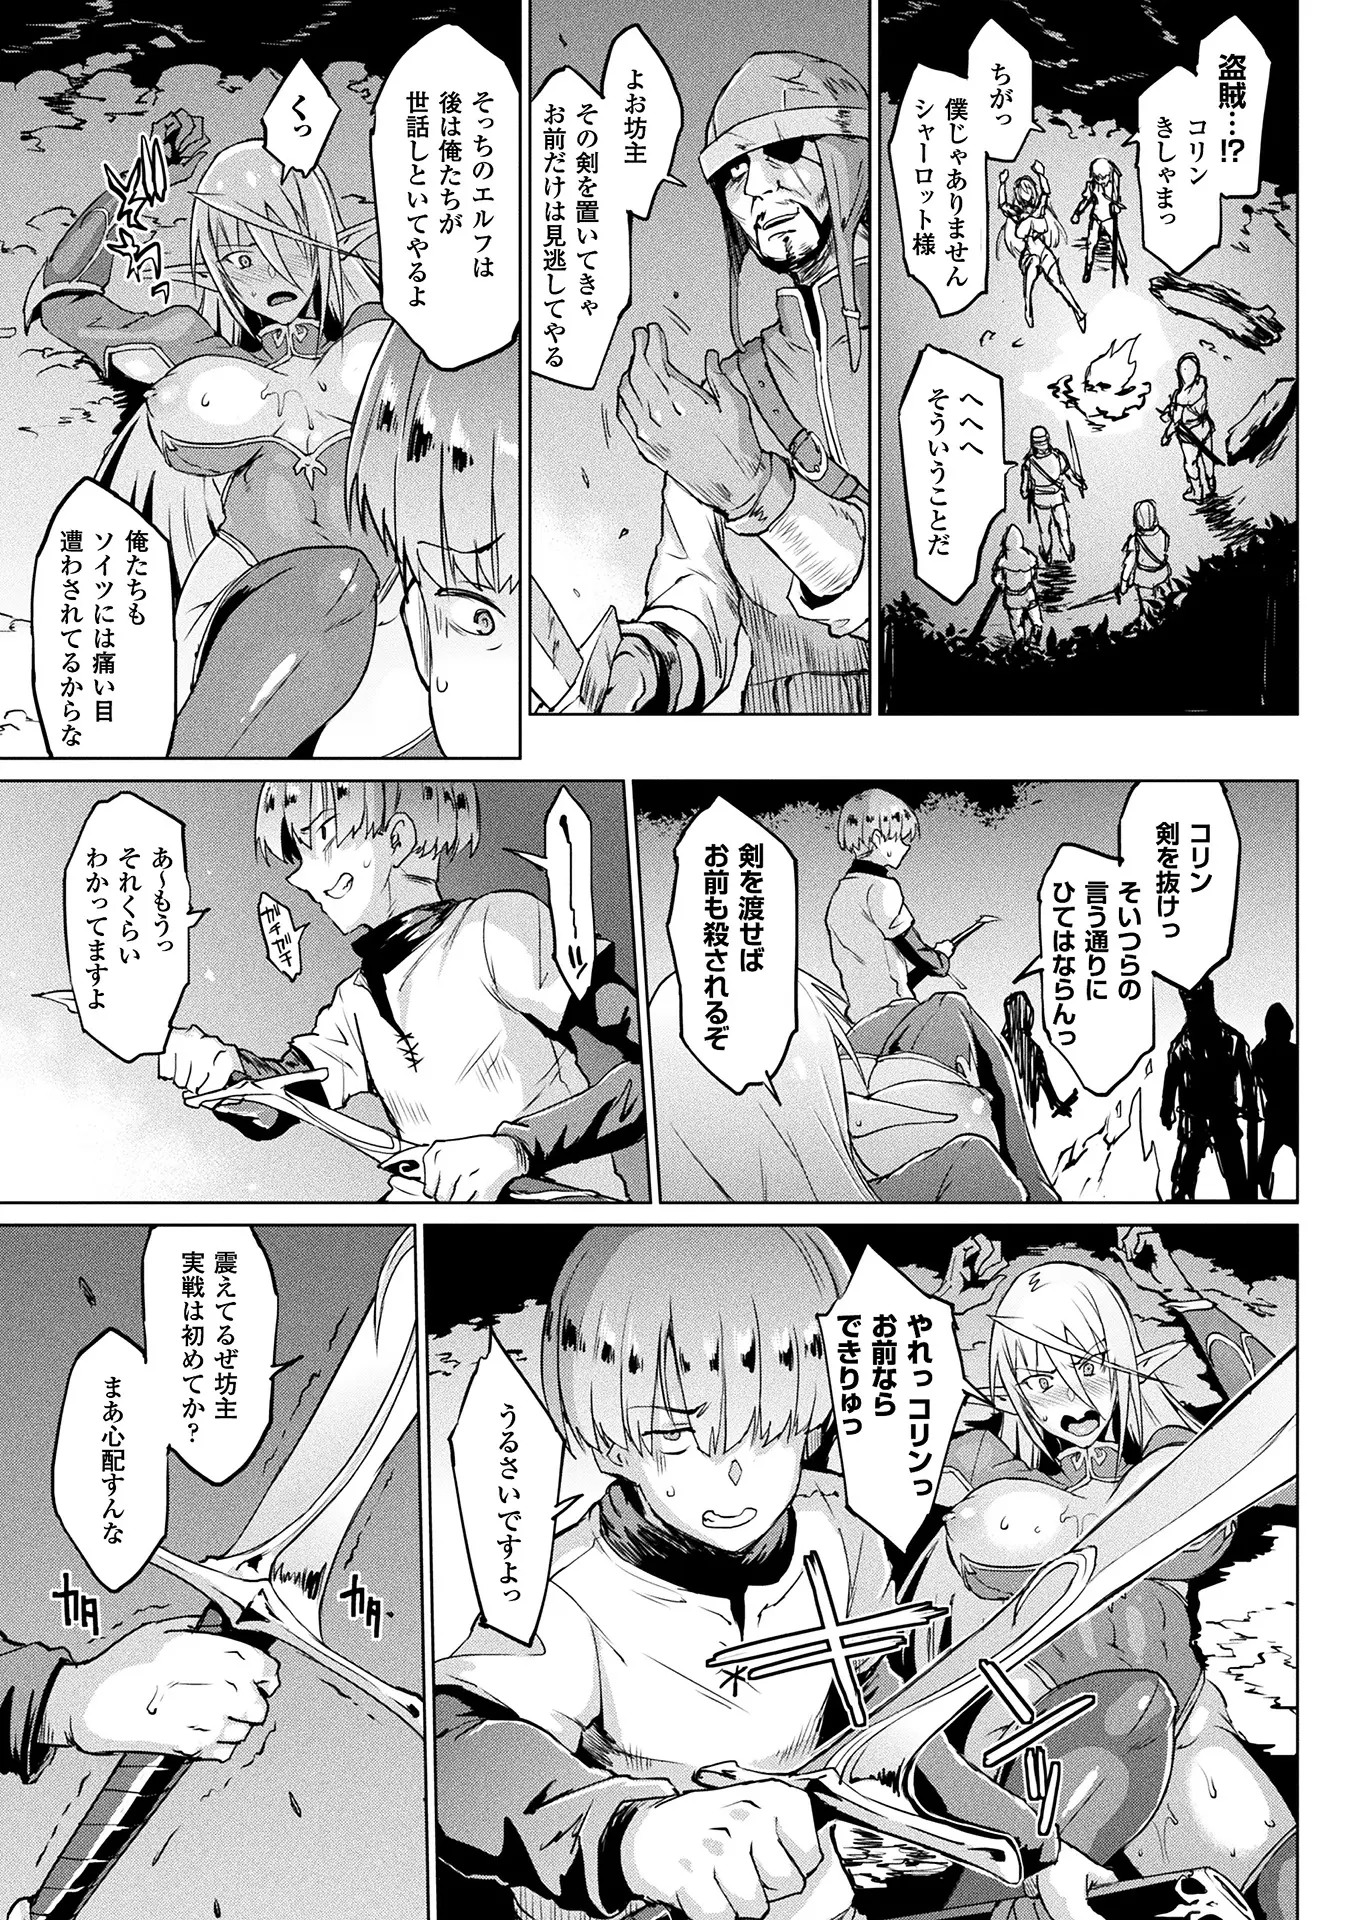 盗賊…!?
コリン
きしゃまっ
ちがっ
僕じゃありません
シャーロット様
へへへ
そういうことだ
よお坊主
その剣を置いてきゃ
お前だけは見逃してやる
そっちのエルフは
後は俺たちが
世話しといてやるよ
くっ
俺たちも
ソイツには痛い目
遭わされてるからな
コリン
剣を抜けっ
そいつらの
言う通りに
ひてはならんっ
剣を渡せば
お前も殺されるぞ
あ〜もうっ
それくらい
わかってますよ
ガチガチ
やれっ コリンっ
お前なら
できりゅっ
うるさいですよっ
震えてるぜ坊主
実戦は初めてか?
まあ心配すんな
カタ
カタ